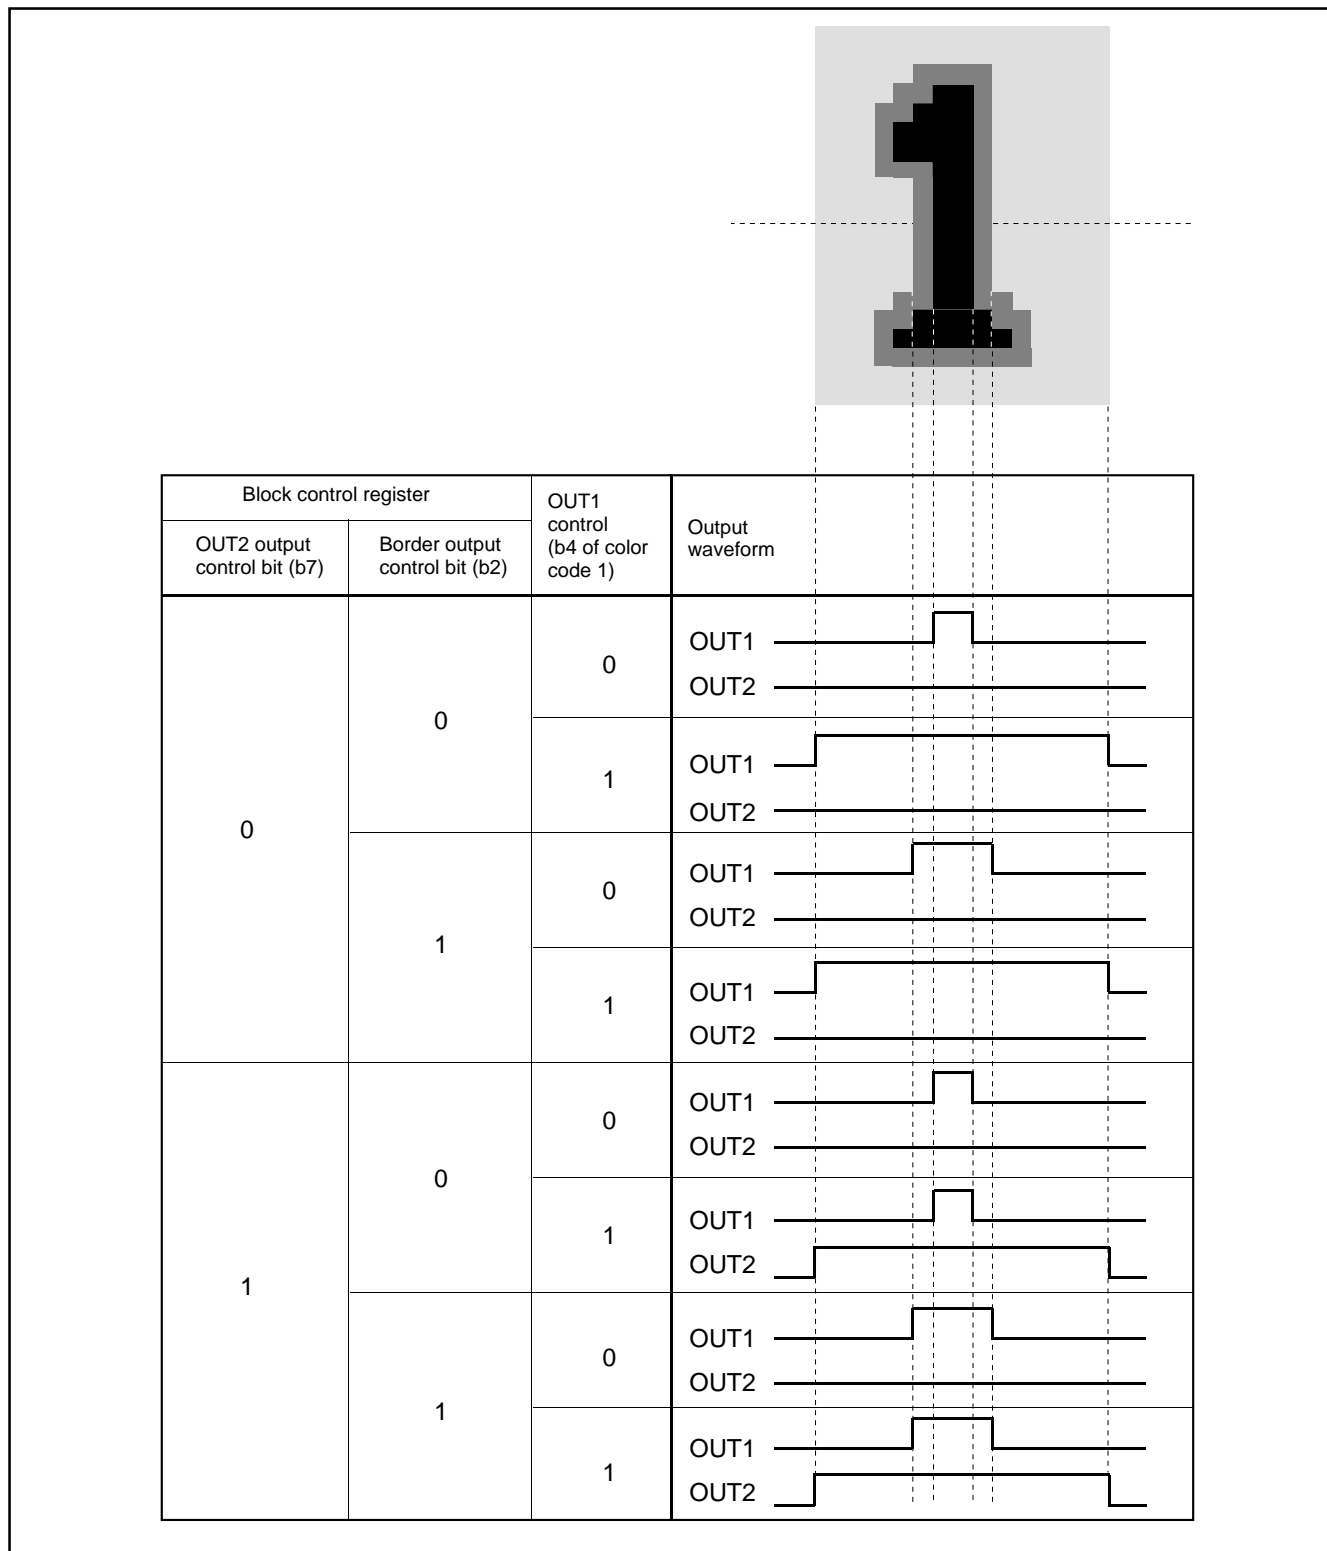 Block control register
OUT2 output
control bit (b7)
Border output
control bit (b2)
OUT1
control
(b4 of color
code 1)
Output
waveform
0
0
0
OUT1
OUT2
1
OUT1
OUT2
1
0
OUT1
OUT2
1
OUT1
OUT2
1
0
0
OUT1
OUT2
1
OUT1
OUT2
1
0
OUT1
OUT2
1
OUT1
OUT2